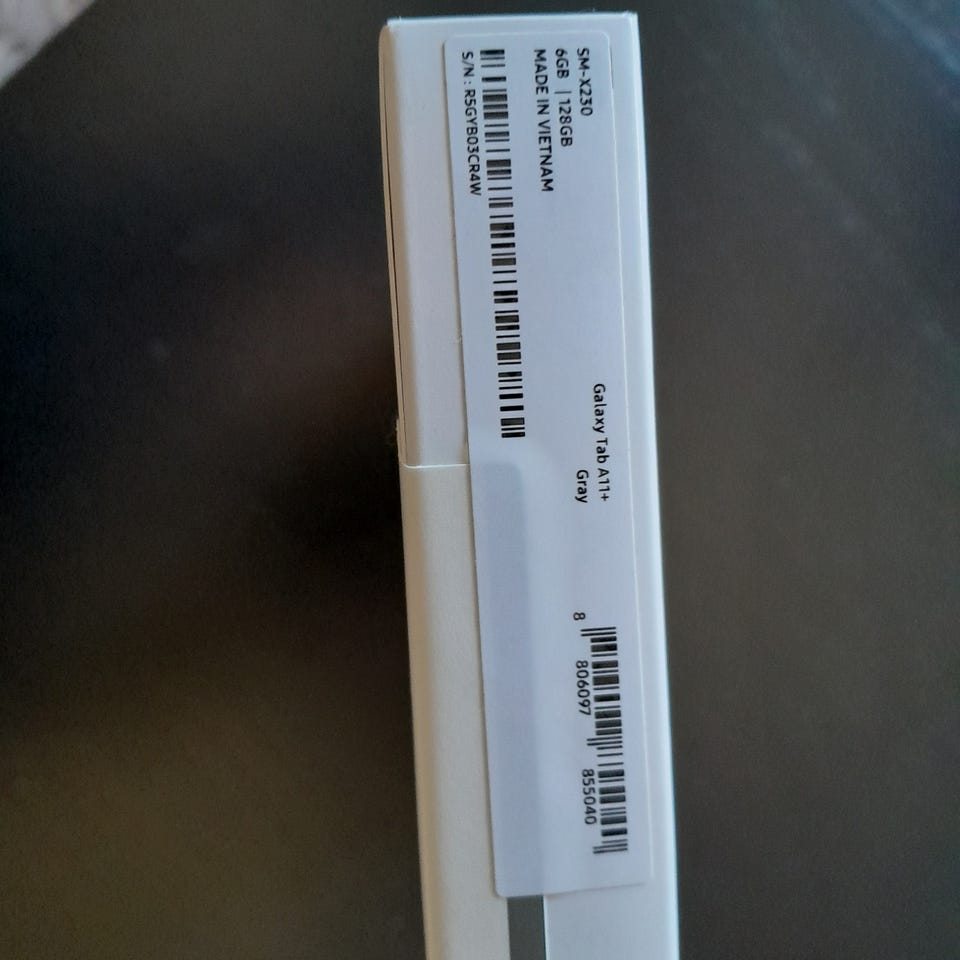 SM-X230
6GB | 128GB
MADE IN VIETNAM
S/N : R5GYB03CR4W
Galaxy Tab A11+
Gray
8 806097 855040